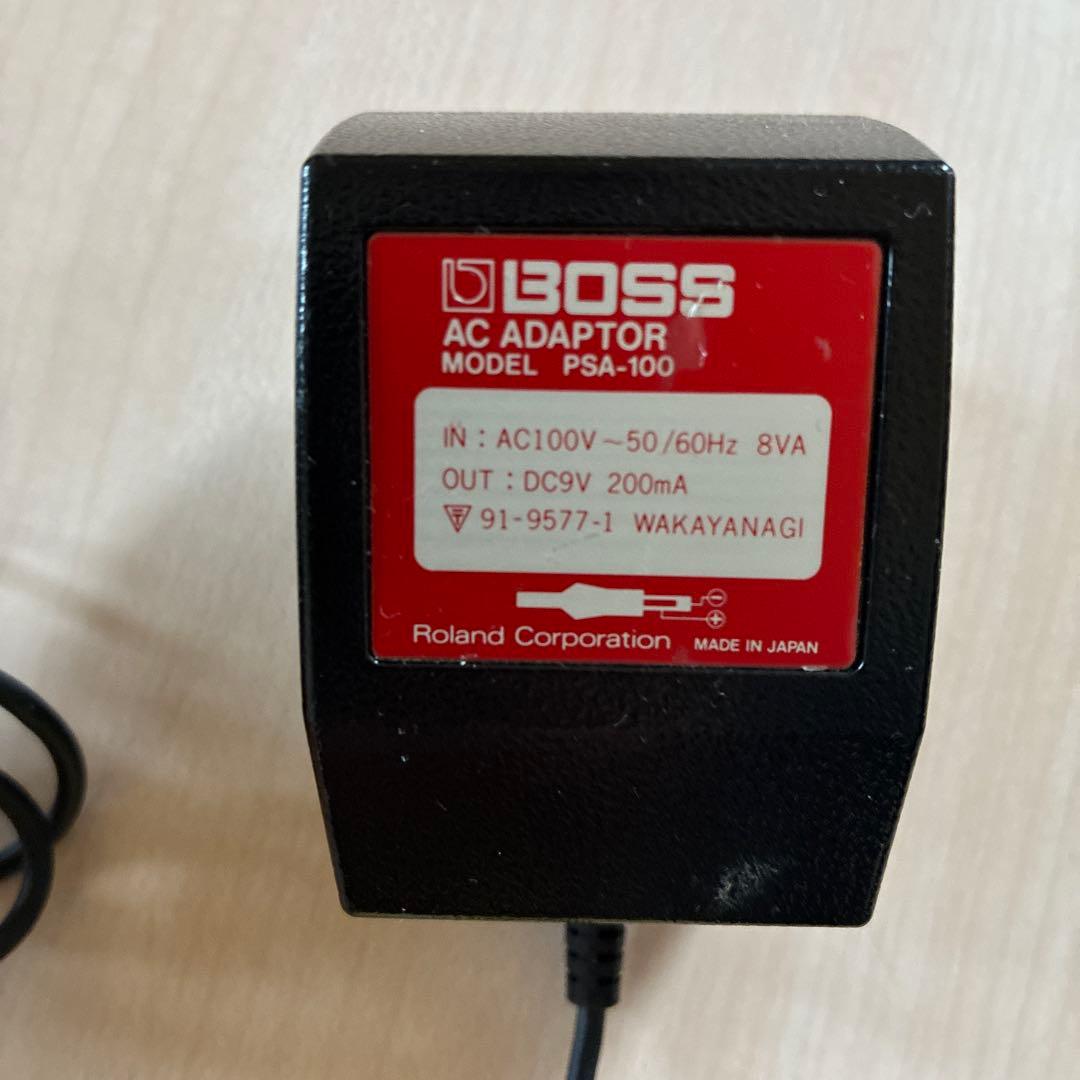 BOSS
AC ADAPTOR
MODEL PSA-100
IN : AC100V ~ 50/60Hz 8VA
OUT : DC9V 200mA
91-9577-1 WAKAYANAGI
Roland Corporation MADE IN JAPAN